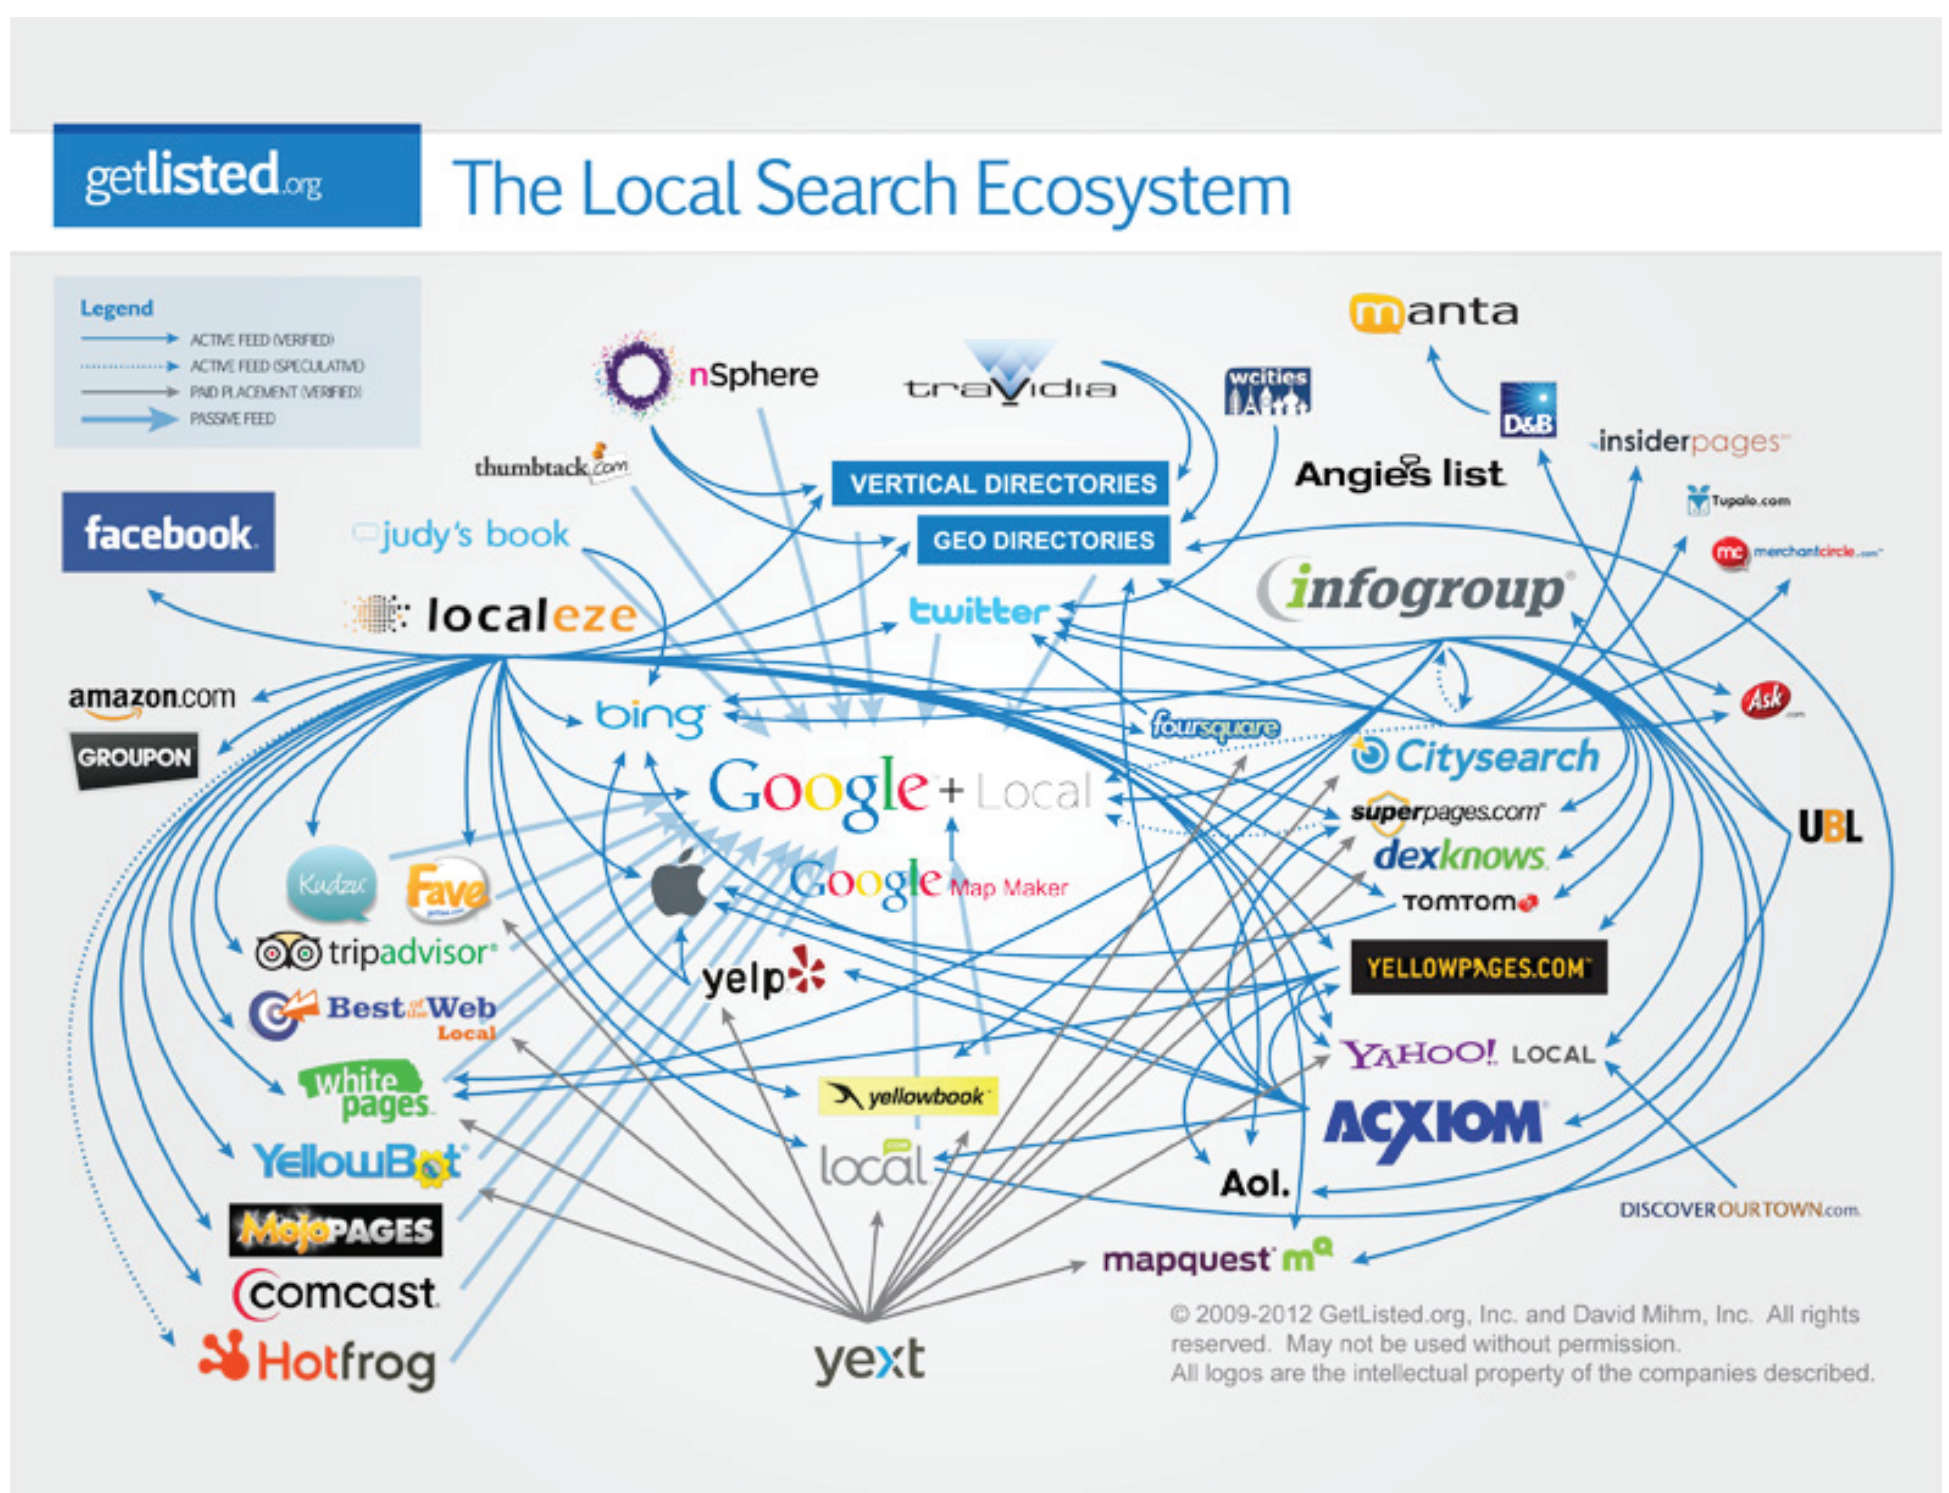 getlisted.org
The Local Search Ecosystem
Legend
ACTIVE FEED (VERIFIED)
ACTIVE FEED (SPECULATIVE)
PAID PLACEMENT (VERIFIED)
PASSIVE FEED
manta
nSphere
traVidia
wcities
D&B
insiderpages
thumbtack.com
VERTICAL DIRECTORIES
Angie's list
Tupalo.com
facebook
judy's book
GEO DIRECTORIES
mc merchantcircle.com
localeze
twitter
infogroup
amazon.com
bing
foursquare
Ask.com
GROUPON
Google + Local
Citysearch
superpages.com
UBL
dexknows
Kudzu
Fave
Google Map Maker
TOMTOM
tripadvisor
yelp
YELLOWPAGES.COM
Best of the Web
Local
YAHOO! LOCAL
white
pages
yellowbook
ACXIOM
YellowBot
local.com
Aol.
DISCOVEROURTOWN.com
MojoPAGES
mapquest mQ
comcast
Hotfrog
yext
© 2009-2012 GetListed.org, Inc. and David Mihm, Inc. All rights
reserved. May not be used without permission.
All logos are the intellectual property of the companies described.